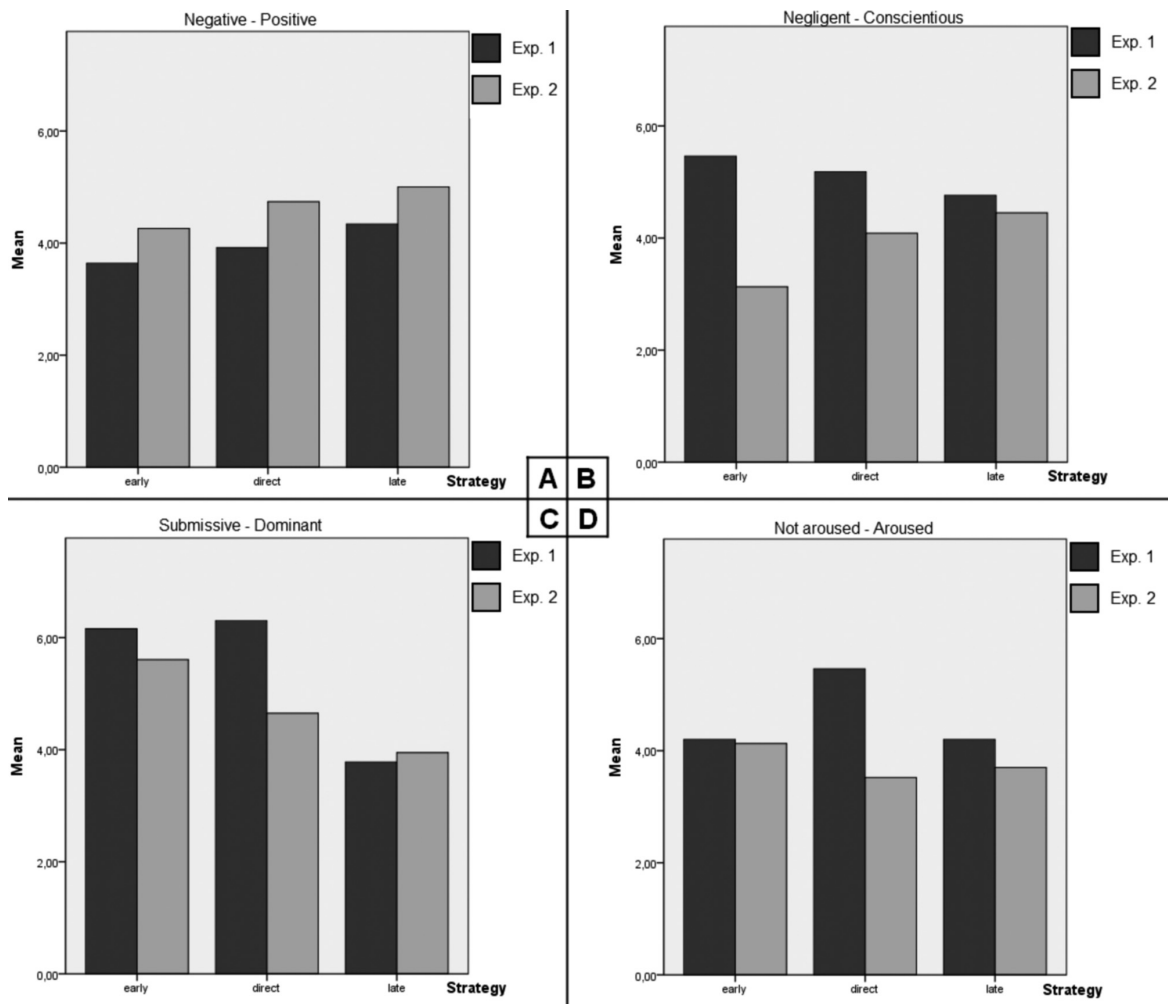 Negative - Positive
Exp. 1
Exp. 2
6,00
4,00
2,00
0,00
Mean
early
direct
late
Strategy
Negligent - Conscientious
Exp. 1
Exp. 2
6,00
4,00
2,00
0,00
Mean
early
direct
late
Strategy
A B
C D
Submissive - Dominant
Exp. 1
Exp. 2
6,00
4,00
2,00
0,00
Mean
early
direct
late
Strategy
Not aroused - Aroused
Exp. 1
Exp. 2
6,00
4,00
2,00
0,00
Mean
early
direct
late
Strategy